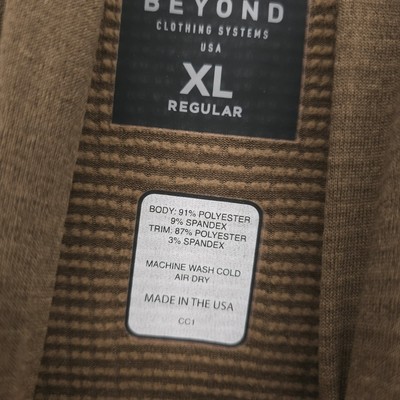 BEYOND
CLOTHING SYSTEMS
USA
XL
REGULAR
BODY: 91% POLYESTER
9% SPANDEX
TRIM: 87% POLYESTER
3% SPANDEX
MACHINE WASH COLD
AIR DRY
MADE IN THE USA
CC1